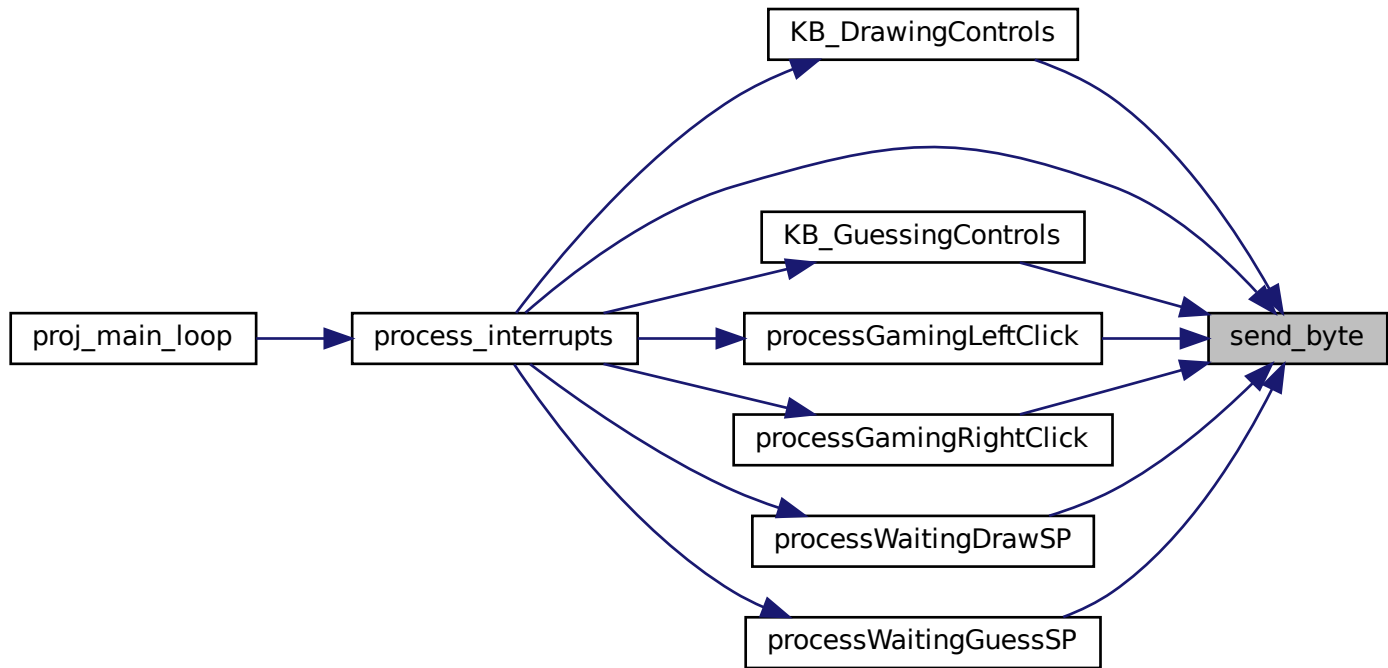 KB_DrawingControls
KB_GuessingControls
proj_main_loop
process_interrupts
processGamingLeftClick
send_byte
processGamingRightClick
processWaitingDrawSP
processWaitingGuessSP